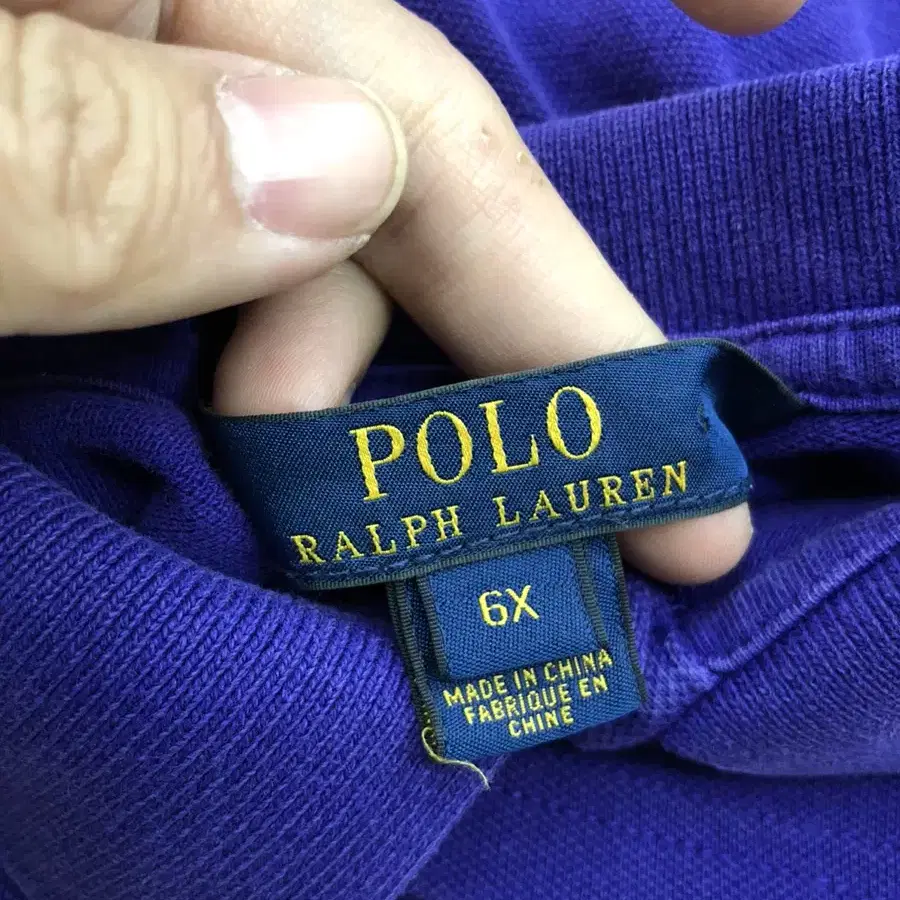 POLO
RALPH LAUREN
6X
MADE IN CHINA
FABRIQUE EN
CHINE